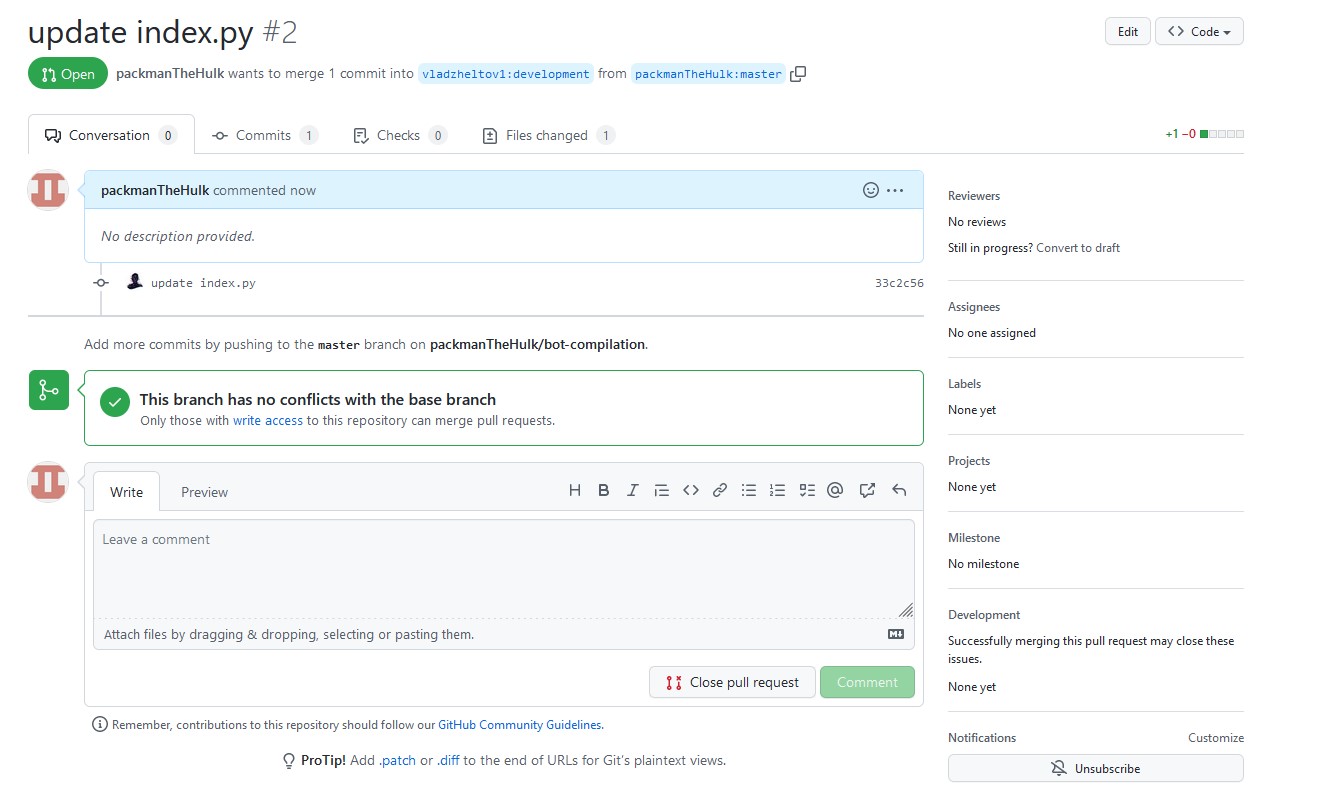 update index.py #2
Edit
Code
Open
packmanTheHulk wants to merge 1 commit into vladzheltov1:development from packmanTheHulk:master
Conversation 0
Commits 1
Checks 0
Files changed 1
+1 −0
packmanTheHulk commented now
No description provided.
update index.py
33c2c56
Add more commits by pushing to the master branch on packmanTheHulk/bot-compilation.
This branch has no conflicts with the base branch
Only those with write access to this repository can merge pull requests.
Write
Preview
Leave a comment
Attach files by dragging & dropping, selecting or pasting them.
Close pull request
Comment
Remember, contributions to this repository should follow our GitHub Community Guidelines.
ProTip! Add .patch or .diff to the end of URLs for Git's plaintext views.
Reviewers
No reviews
Still in progress? Convert to draft
Assignees
No one assigned
Labels
None yet
Projects
None yet
Milestone
No milestone
Development
Successfully merging this pull request may close these
issues.
None yet
Notifications
Customize
Unsubscribe